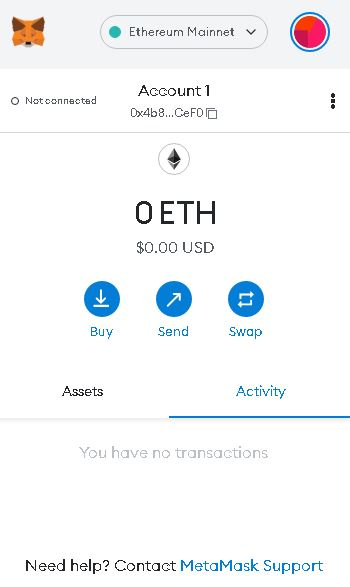 Ethereum Mainnet
Not connected
Account 1
0x4b8...CeF0
0 ETH
$0.00 USD
Buy Send Swap
Assets Activity
You have no transactions
Need help? Contact MetaMask Support